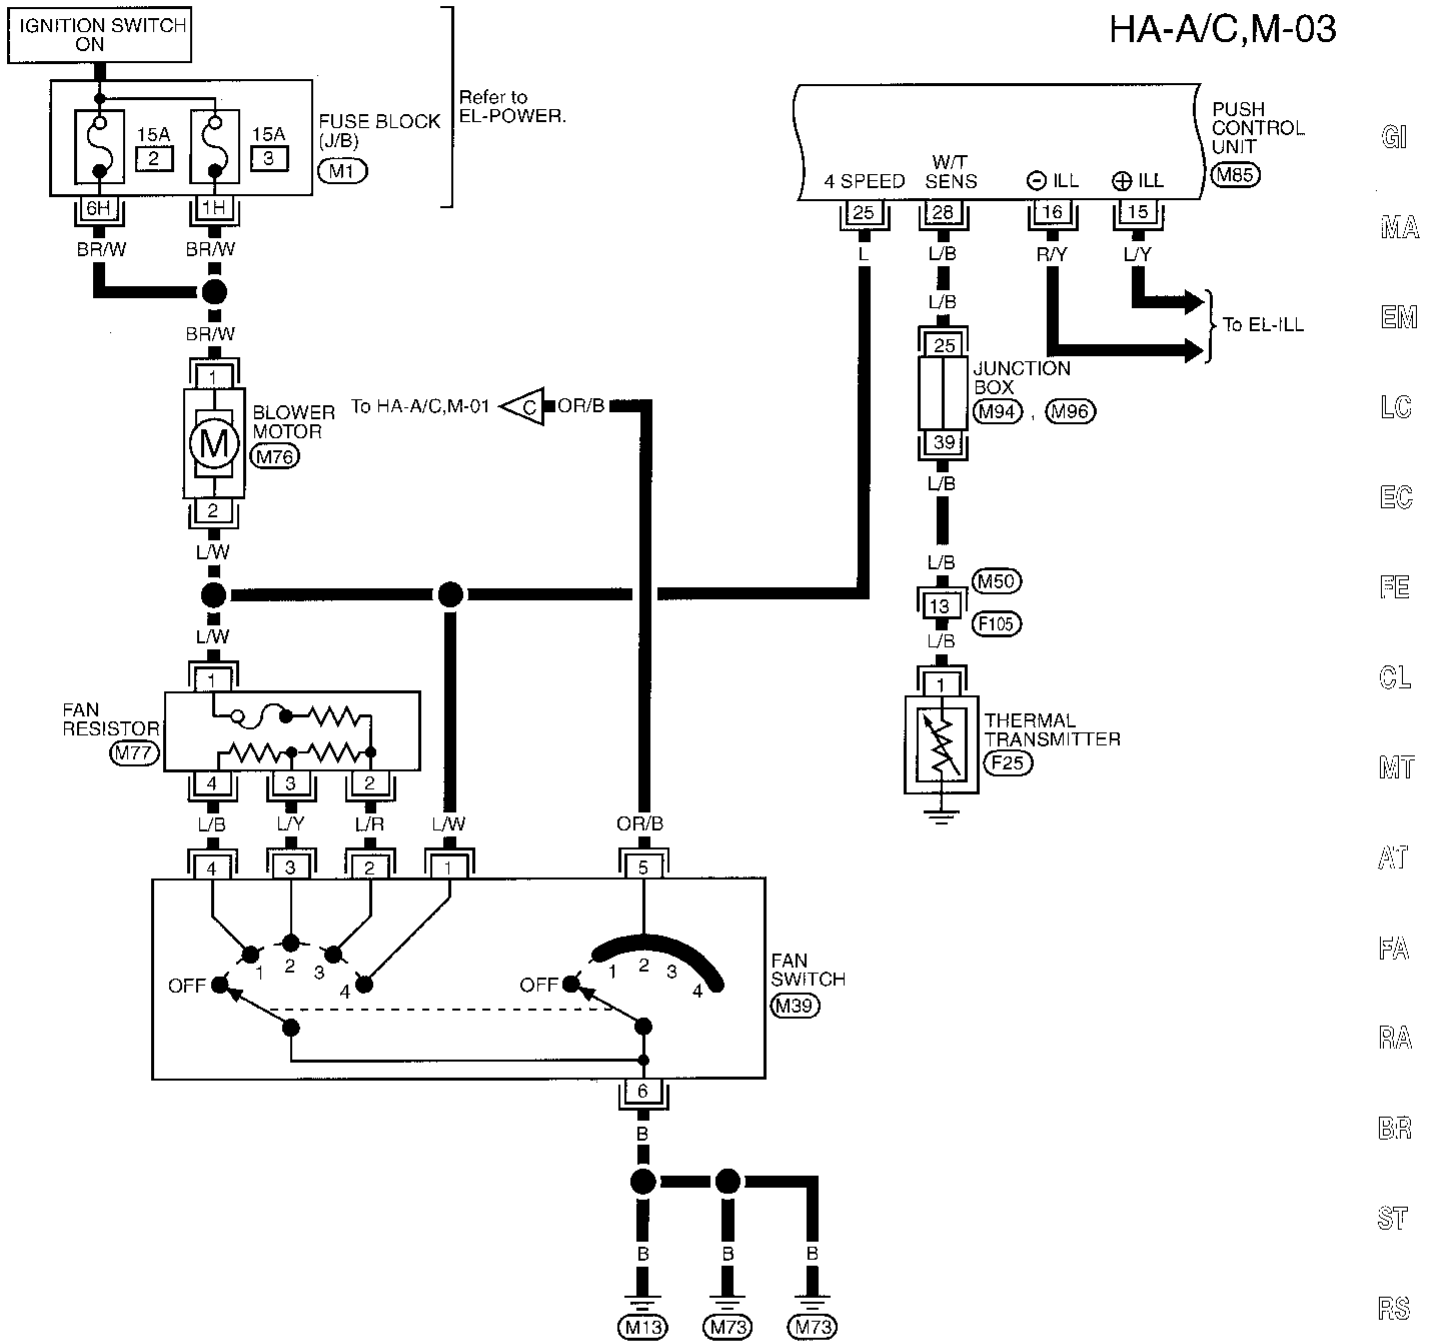 HA-A/C,M-03
IGNITION SWITCH
ON
15A
2
15A
3
FUSE BLOCK
(J/B)
M1
Refer to
EL-POWER.
6H
1H
BR/W
BR/W
BR/W
1
M
BLOWER
MOTOR
M76
2
L/W
L/W
To HA-A/C,M-01
C
OR/B
PUSH
CONTROL
UNIT
M85
4 SPEED
W/T
SENS
⊖ ILL
⊕ ILL
25
28
16
15
L
L/B
R/Y
L/Y
L/B
To EL-ILL
25
JUNCTION
BOX
M94 , M96
39
L/B
L/B
M50
13
F105
L/B
1
THERMAL
TRANSMITTER
F25
1
FAN
RESISTOR
M77
4
3
2
L/B
L/Y
L/R
L/W
OR/B
4
3
2
1
5
OFF
1
2
3
4
OFF
1
2
3
4
FAN
SWITCH
M39
6
B
B
B
B
M13
M73
M73
GI
MA
EM
LC
EC
FE
CL
MT
AT
FA
RA
BR
ST
RS